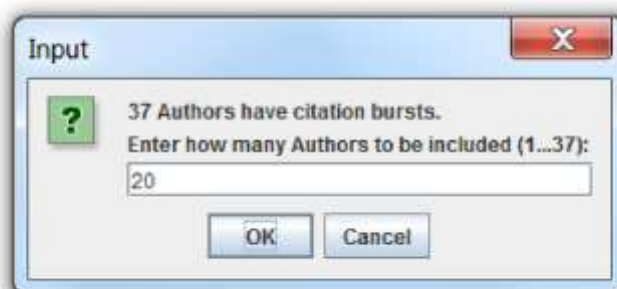 Input
X
?
37 Authors have citation bursts.
Enter how many Authors to be included (1...37):
20
OK
Cancel